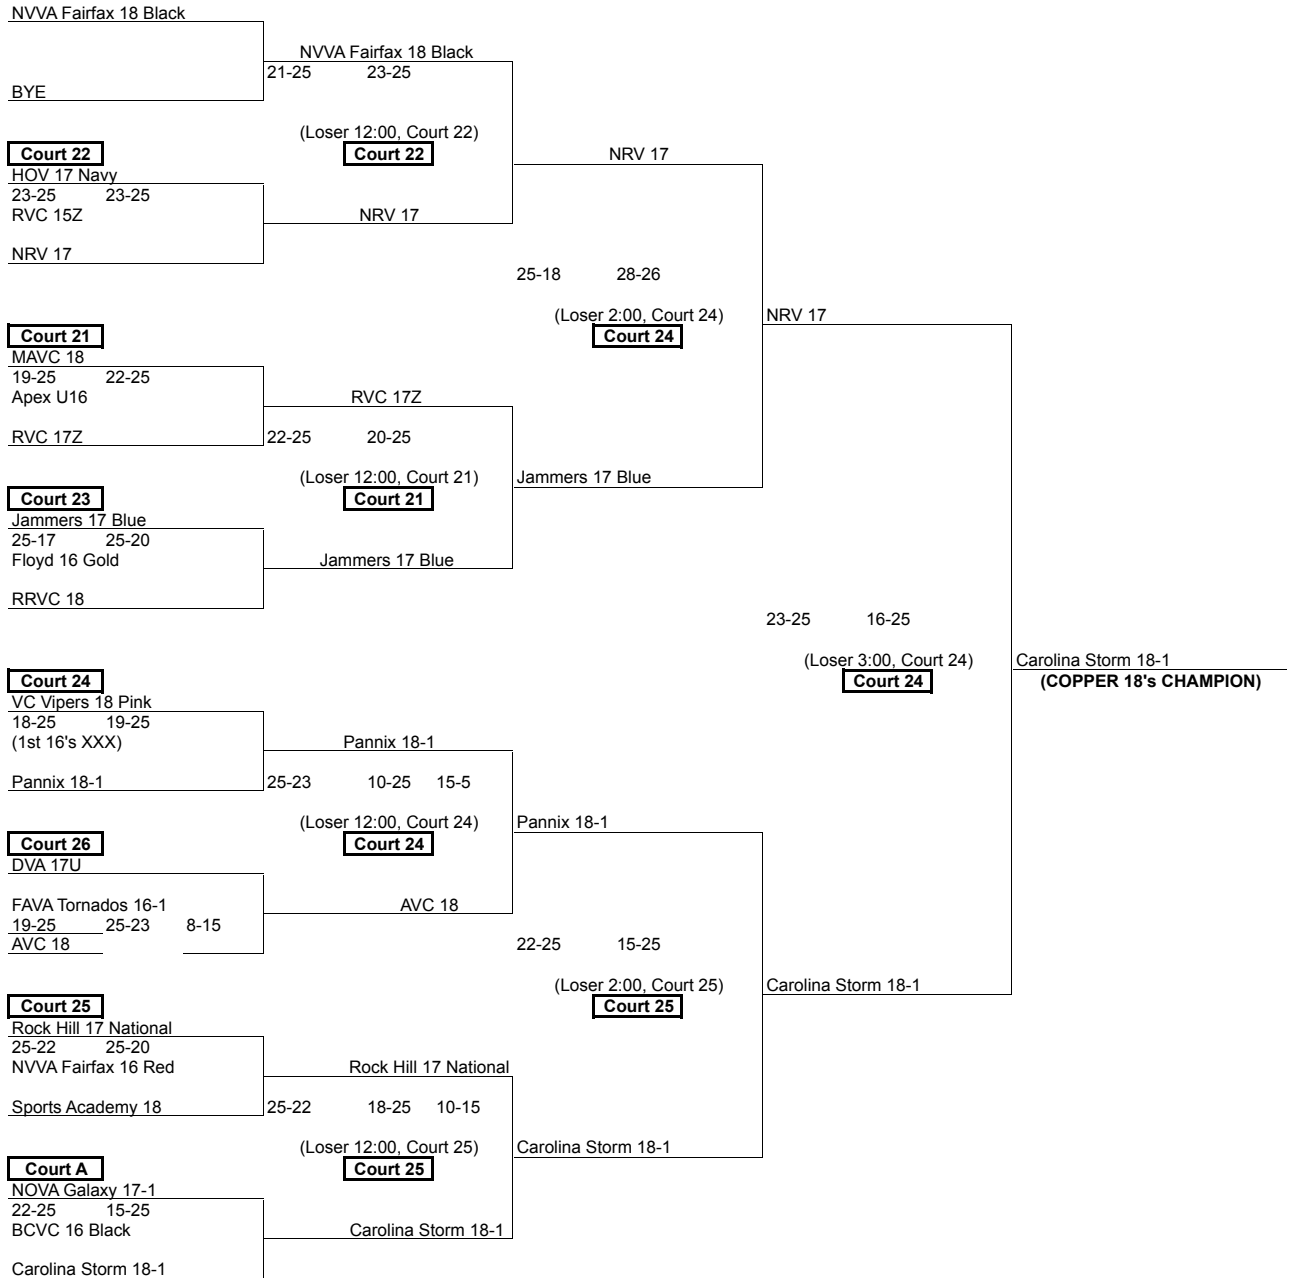 NVVA Fairfax 18 Black
NVVA Fairfax 18 Black
21-25 23-25
BYE
(Loser 12:00, Court 22)
Court 22 Court 22 NRV 17
HOV 17 Navy
23-25 23-25
RVC 15Z NRV 17
NRV 17
25-18 28-26
(Loser 2:00, Court 24) NRV 17
Court 21 Court 24
MAVC 18
19-25 22-25
Apex U16 RVC 17Z
RVC 17Z 22-25 20-25
(Loser 12:00, Court 21) Jammers 17 Blue
Court 23 Court 21
Jammers 17 Blue
25-17 25-20
Floyd 16 Gold Jammers 17 Blue
RRVC 18
23-25 16-25
(Loser 3:00, Court 24) Carolina Storm 18-1
Court 24 Court 24 (COPPER 18's CHAMPION)
VC Vipers 18 Pink
18-25 19-25
(1st 16's XXX) Pannix 18-1
Pannix 18-1 25-23 10-25 15-5
(Loser 12:00, Court 24) Pannix 18-1
Court 26 Court 24
DVA 17U
FAVA Tornados 16-1 AVC 18
19-25 25-23 8-15
AVC 18 22-25 15-25
(Loser 2:00, Court 25) Carolina Storm 18-1
Court 25 Court 25
Rock Hill 17 National
25-22 25-20
NVVA Fairfax 16 Red Rock Hill 17 National
Sports Academy 18 25-22 18-25 10-15
(Loser 12:00, Court 25) Carolina Storm 18-1
Court A Court 25
NOVA Galaxy 17-1
22-25 15-25
BCVC 16 Black Carolina Storm 18-1
Carolina Storm 18-1